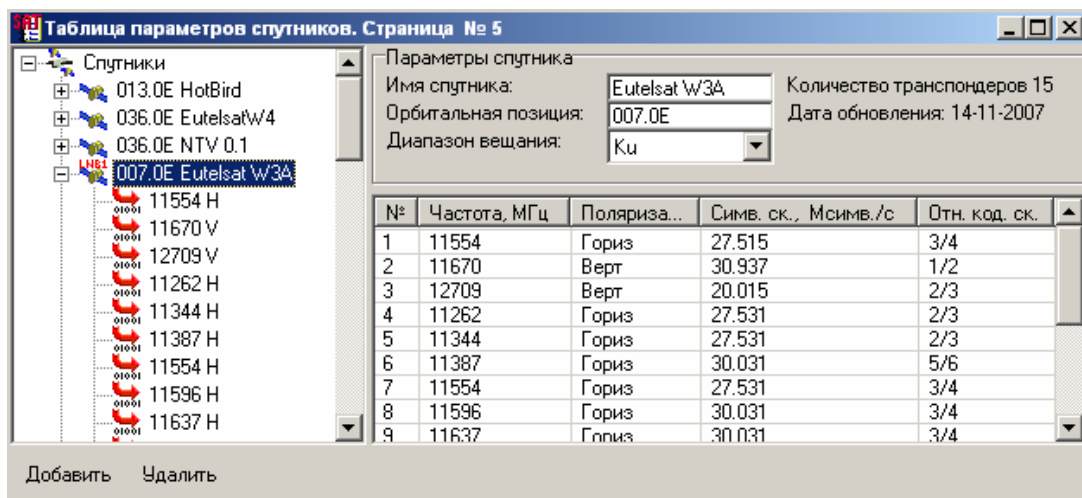 Таблица параметров спутников. Страница № 5
Спутники
013.0E HotBird
036.0E EutelsatW4
036.0E NTV 0.1
LNB1
007.0E Eutelsat W3A
11554 H
11670 V
12709 V
11262 H
11344 H
11387 H
11554 H
11596 H
11637 H
Параметры спутника
Имя спутника: Eutelsat W3A Количество транспондеров 15
Орбитальная позиция: 007.0E Дата обновления: 14-11-2007
Диапазон вещания: Ku
№ Частота, МГц Поляриза... Симв. ск., Мсимв./с Отн. код. ск.
1 11554 Гориз 27.515 3/4
2 11670 Верт 30.937 1/2
3 12709 Верт 20.015 2/3
4 11262 Гориз 27.531 2/3
5 11344 Гориз 27.531 2/3
6 11387 Гориз 30.031 5/6
7 11554 Гориз 27.531 3/4
8 11596 Гориз 30.031 3/4
9 11637 Гориз 30.031 3/4
Добавить Удалить